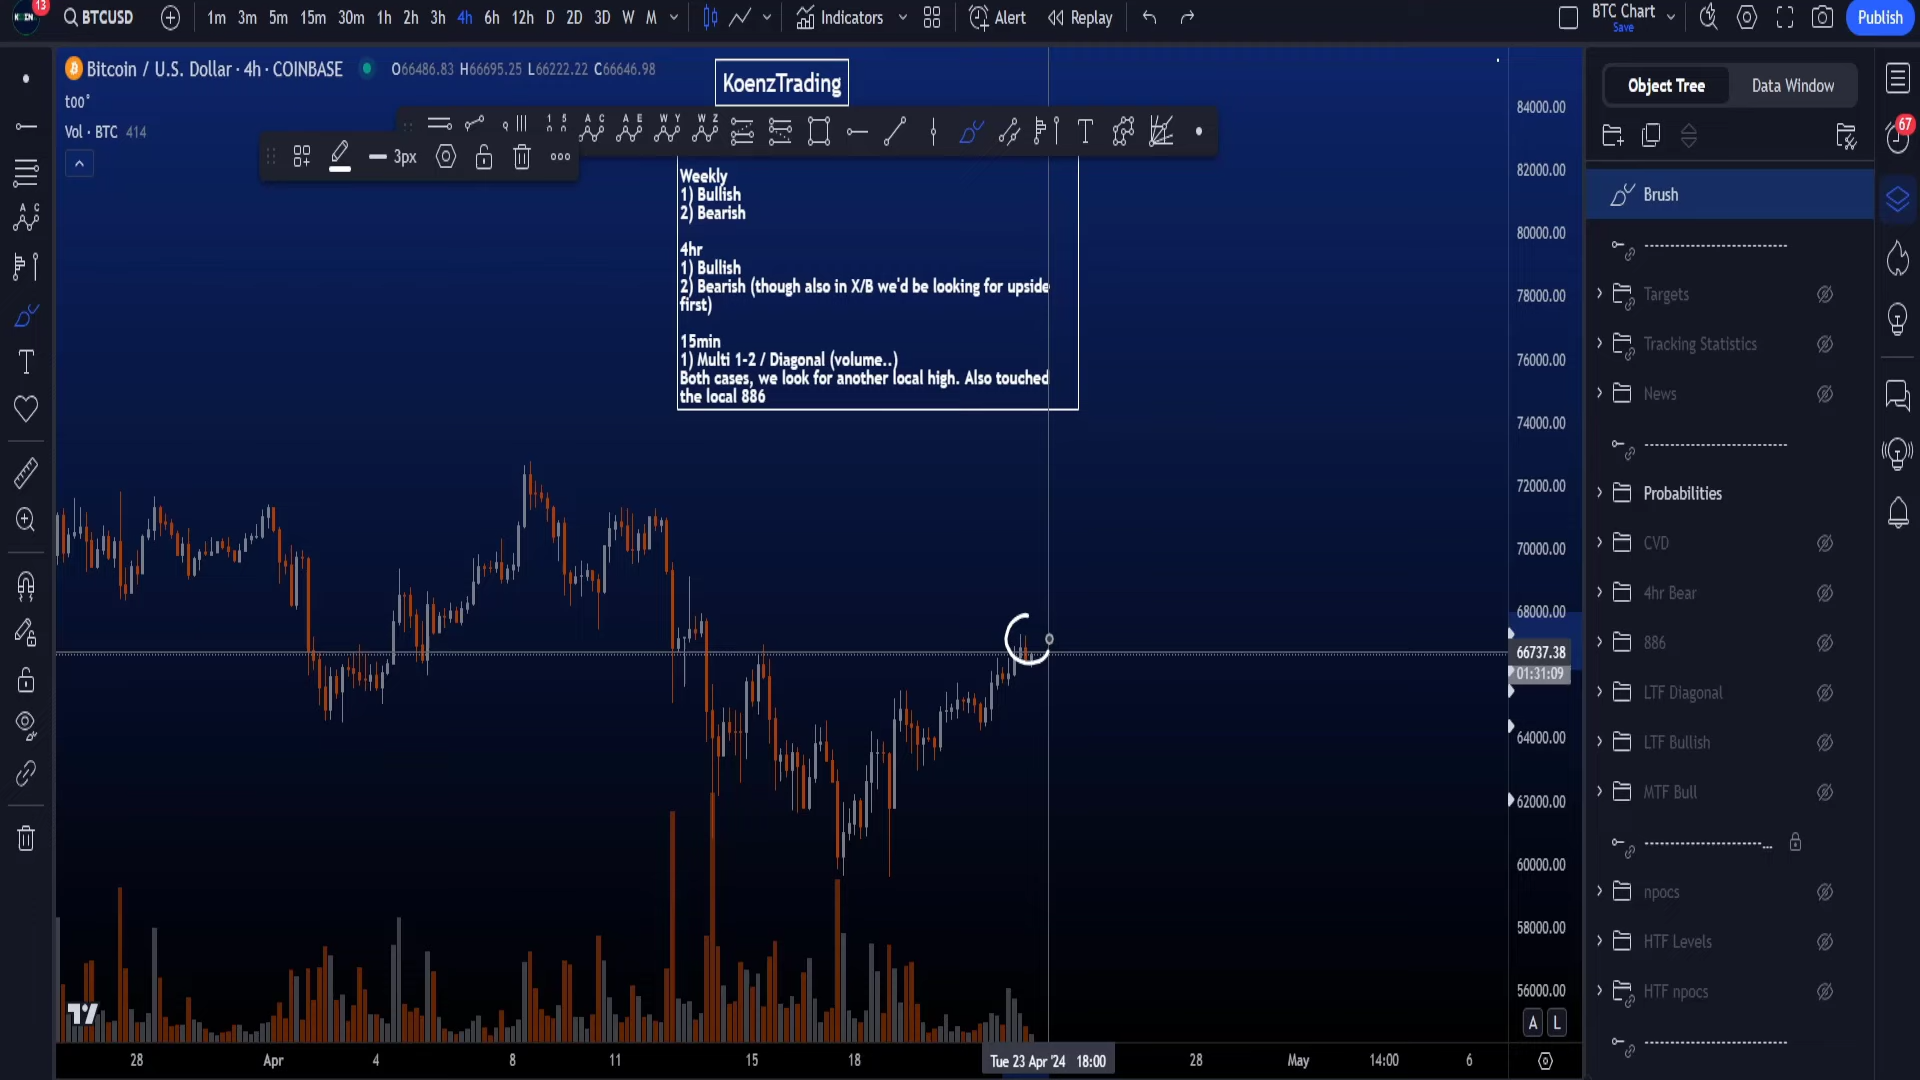 13
BTCUSD
1m 3m 5m 15m 30m 1h 2h 3h 4h 6h 12h D 2D 3D W M
Indicators
Alert
Replay
BTC Chart
Save
Publish
Bitcoin / U.S. Dollar · 4h · COINBASE
O66486.83 H66695.25 L66222.22 C66646.98
too°
Vol · BTC 414
KoenzTrading
3px
Weekly
1) Bullish
2) Bearish
4hr
1) Bullish
2) Bearish (though also in X/B we'd be looking for upside
first)
15min
1) Multi 1-2 / Diagonal (volume..)
Both cases, we look for another local high. Also touched
the local 886
84000.00
82000.00
80000.00
78000.00
76000.00
74000.00
72000.00
70000.00
68000.00
66737.38
01:31:09
64000.00
62000.00
60000.00
58000.00
56000.00
A L
28 Apr 4 8 11 15 18 Tue 23 Apr '24 18:00 28 May 14:00 6
Object Tree
Data Window
67
Brush
--------------------------
Targets
Tracking Statistics
News
--------------------------
Probabilities
CVD
4hr Bear
886
LTF Diagonal
LTF Bullish
MTF Bull
-----------------------...
npocs
HTF Levels
HTF npocs
--------------------------